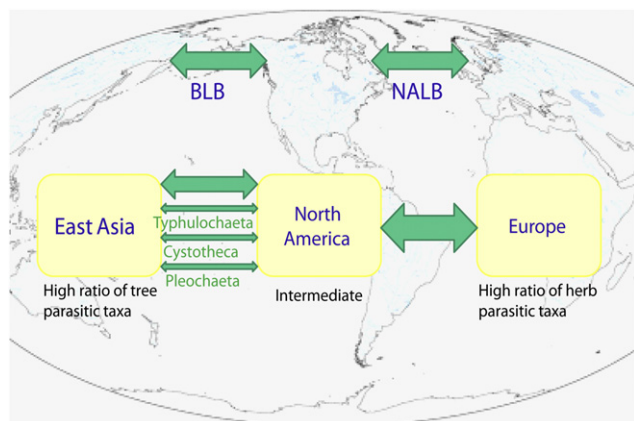 BLB
NALB
East Asia
Typhulochaeta
Cystotheca
Pleochaeta
North
America
Europe
High ratio of tree
parasitic taxa
Intermediate
High ratio of herb
parasitic taxa